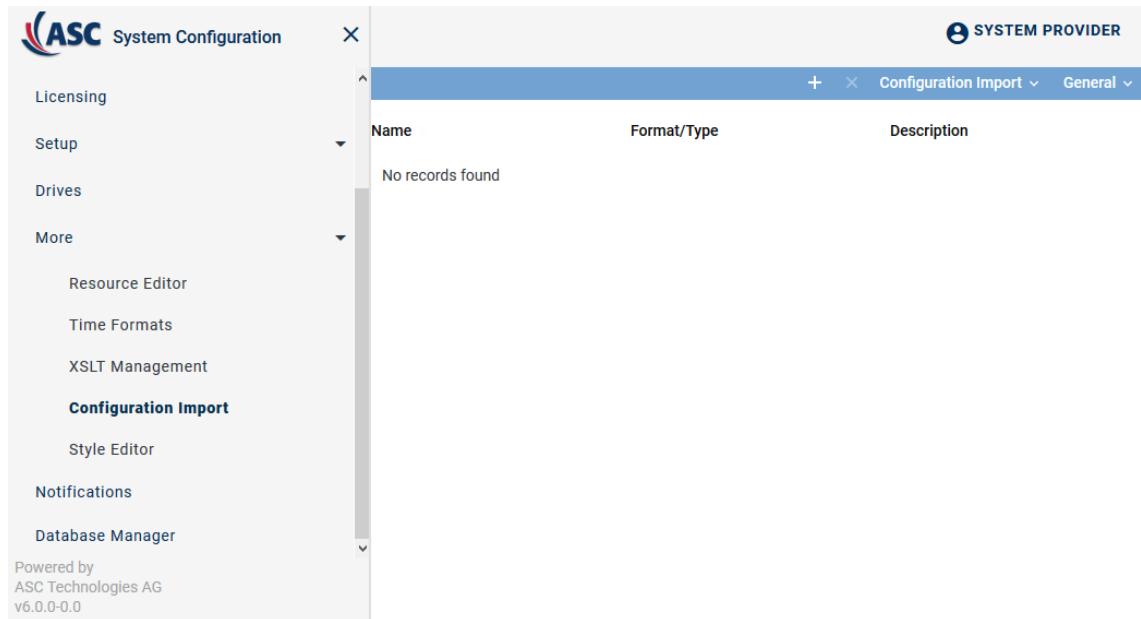 ASC System Configuration
SYSTEM PROVIDER
Configuration Import General
Licensing
Setup
Drives
More
Resource Editor
Time Formats
XSLT Management
Configuration Import
Style Editor
Notifications
Database Manager
Powered by
ASC Technologies AG
v6.0.0-0.0
Name Format/Type Description
No records found